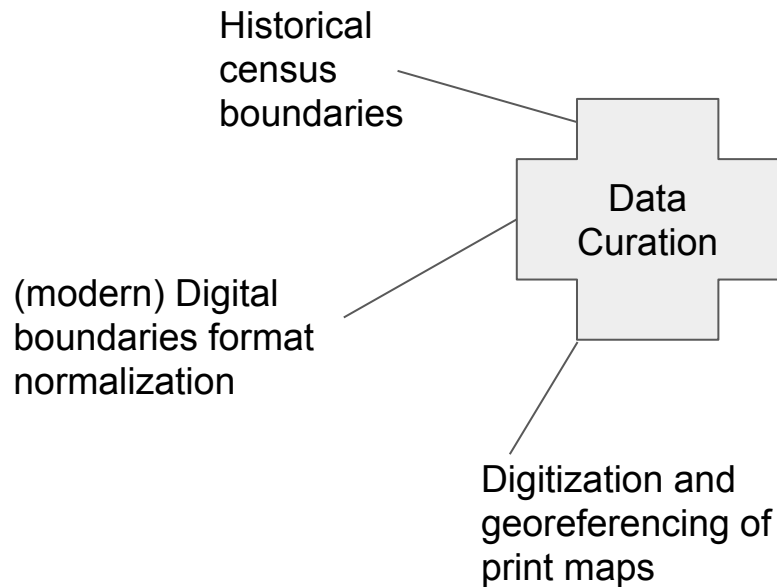 Historical
census
boundaries
Data
Curation
(modern) Digital
boundaries format
normalization
Digitization and
georeferencing of
print maps